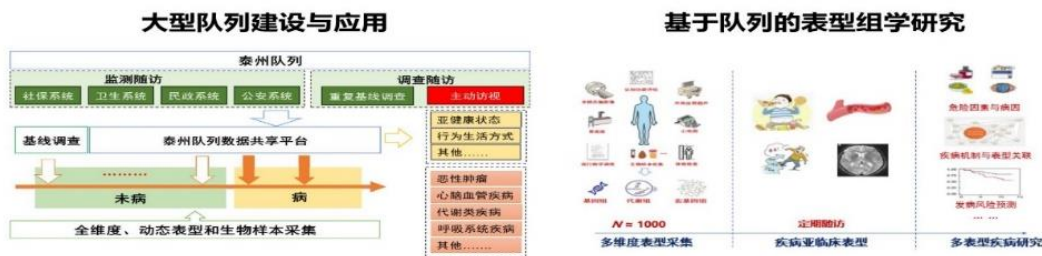 大型队列建设与应用
泰州队列
监测随访
调查随访
社保系统
卫生系统
民政系统
公安系统
重复基线调查
主动访视
基线调查
泰州队列数据共享平台
亚健康状态
行为生活方式
其他……
………
未病
病
恶性肿瘤
心脑血管疾病
代谢类疾病
呼吸系统疾病
其他…….
全维度、动态表型和生物样本采集
基于队列的表型组学研究
基因组
代谢组
N = 1000
多维度表型采集
定期随访
疾病亚临床表型
危险因素与病因
疾病机制与表型关联
发病风险预测
… …
多表型疾病研究